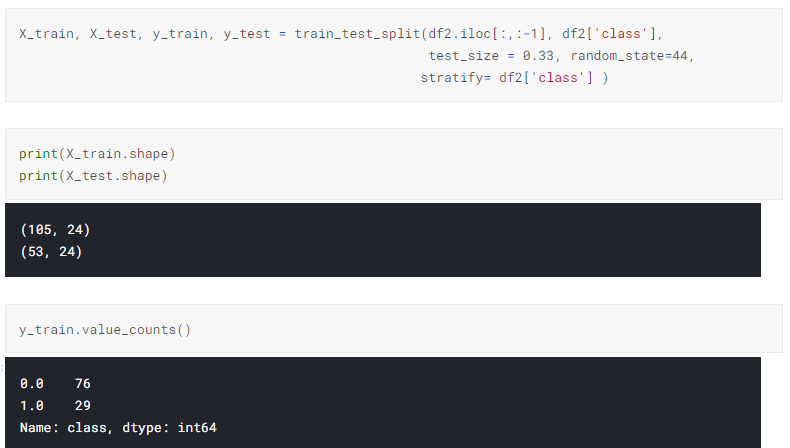 X_train, X_test, y_train, y_test = train_test_split(df2.iloc[:,:-1], df2['class'],
test_size = 0.33, random_state=44,
stratify= df2['class'] )
print(X_train.shape)
print(X_test.shape)
(105, 24)
(53, 24)
y_train.value_counts()
0.0    76
1.0    29
Name: class, dtype: int64